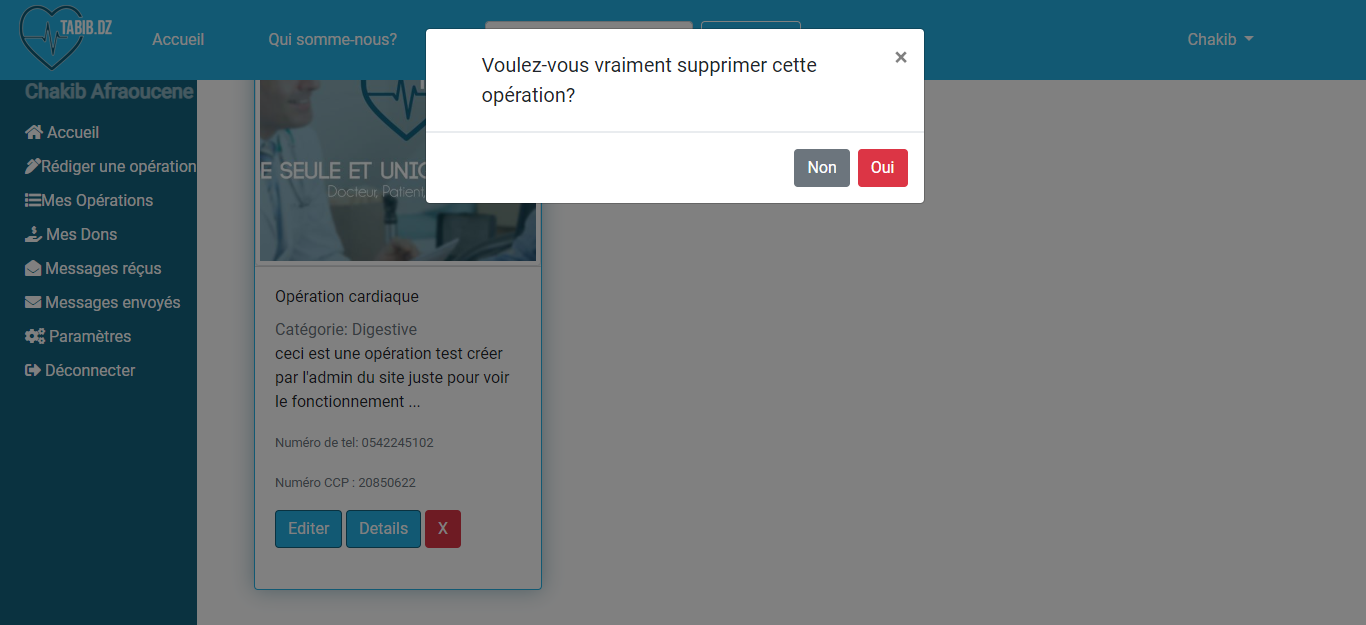 TABIB.DZ
Accueil
Qui somme-nous?
Chakib
Voulez-vous vraiment supprimer cette
opération?
×
Non
Oui
Chakib Afraoucene
Accueil
Rédiger une opération
Mes Opérations
Mes Dons
Messages réçus
Messages envoyés
Paramètres
Déconnecter
E SEULE ET
Docteur, Patient,
Opération cardiaque
Catégorie: Digestive
ceci est une opération test créer
par l'admin du site juste pour voir
le fonctionnement ...
Numéro de tel: 0542245102
Numéro CCP : 20850622
Editer
Details
X